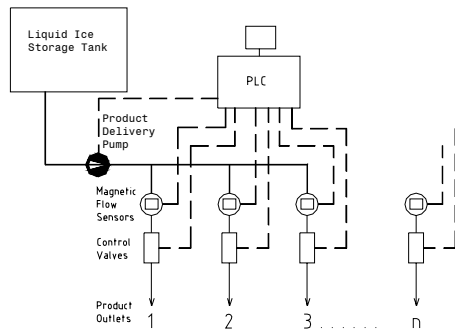 Liquid Ice
Storage Tank
PLC
Product
Delivery
Pump
Magnetic
Flow
Sensors
Control
Valves
Product
Outlets
1 2 3 . . . . . . n